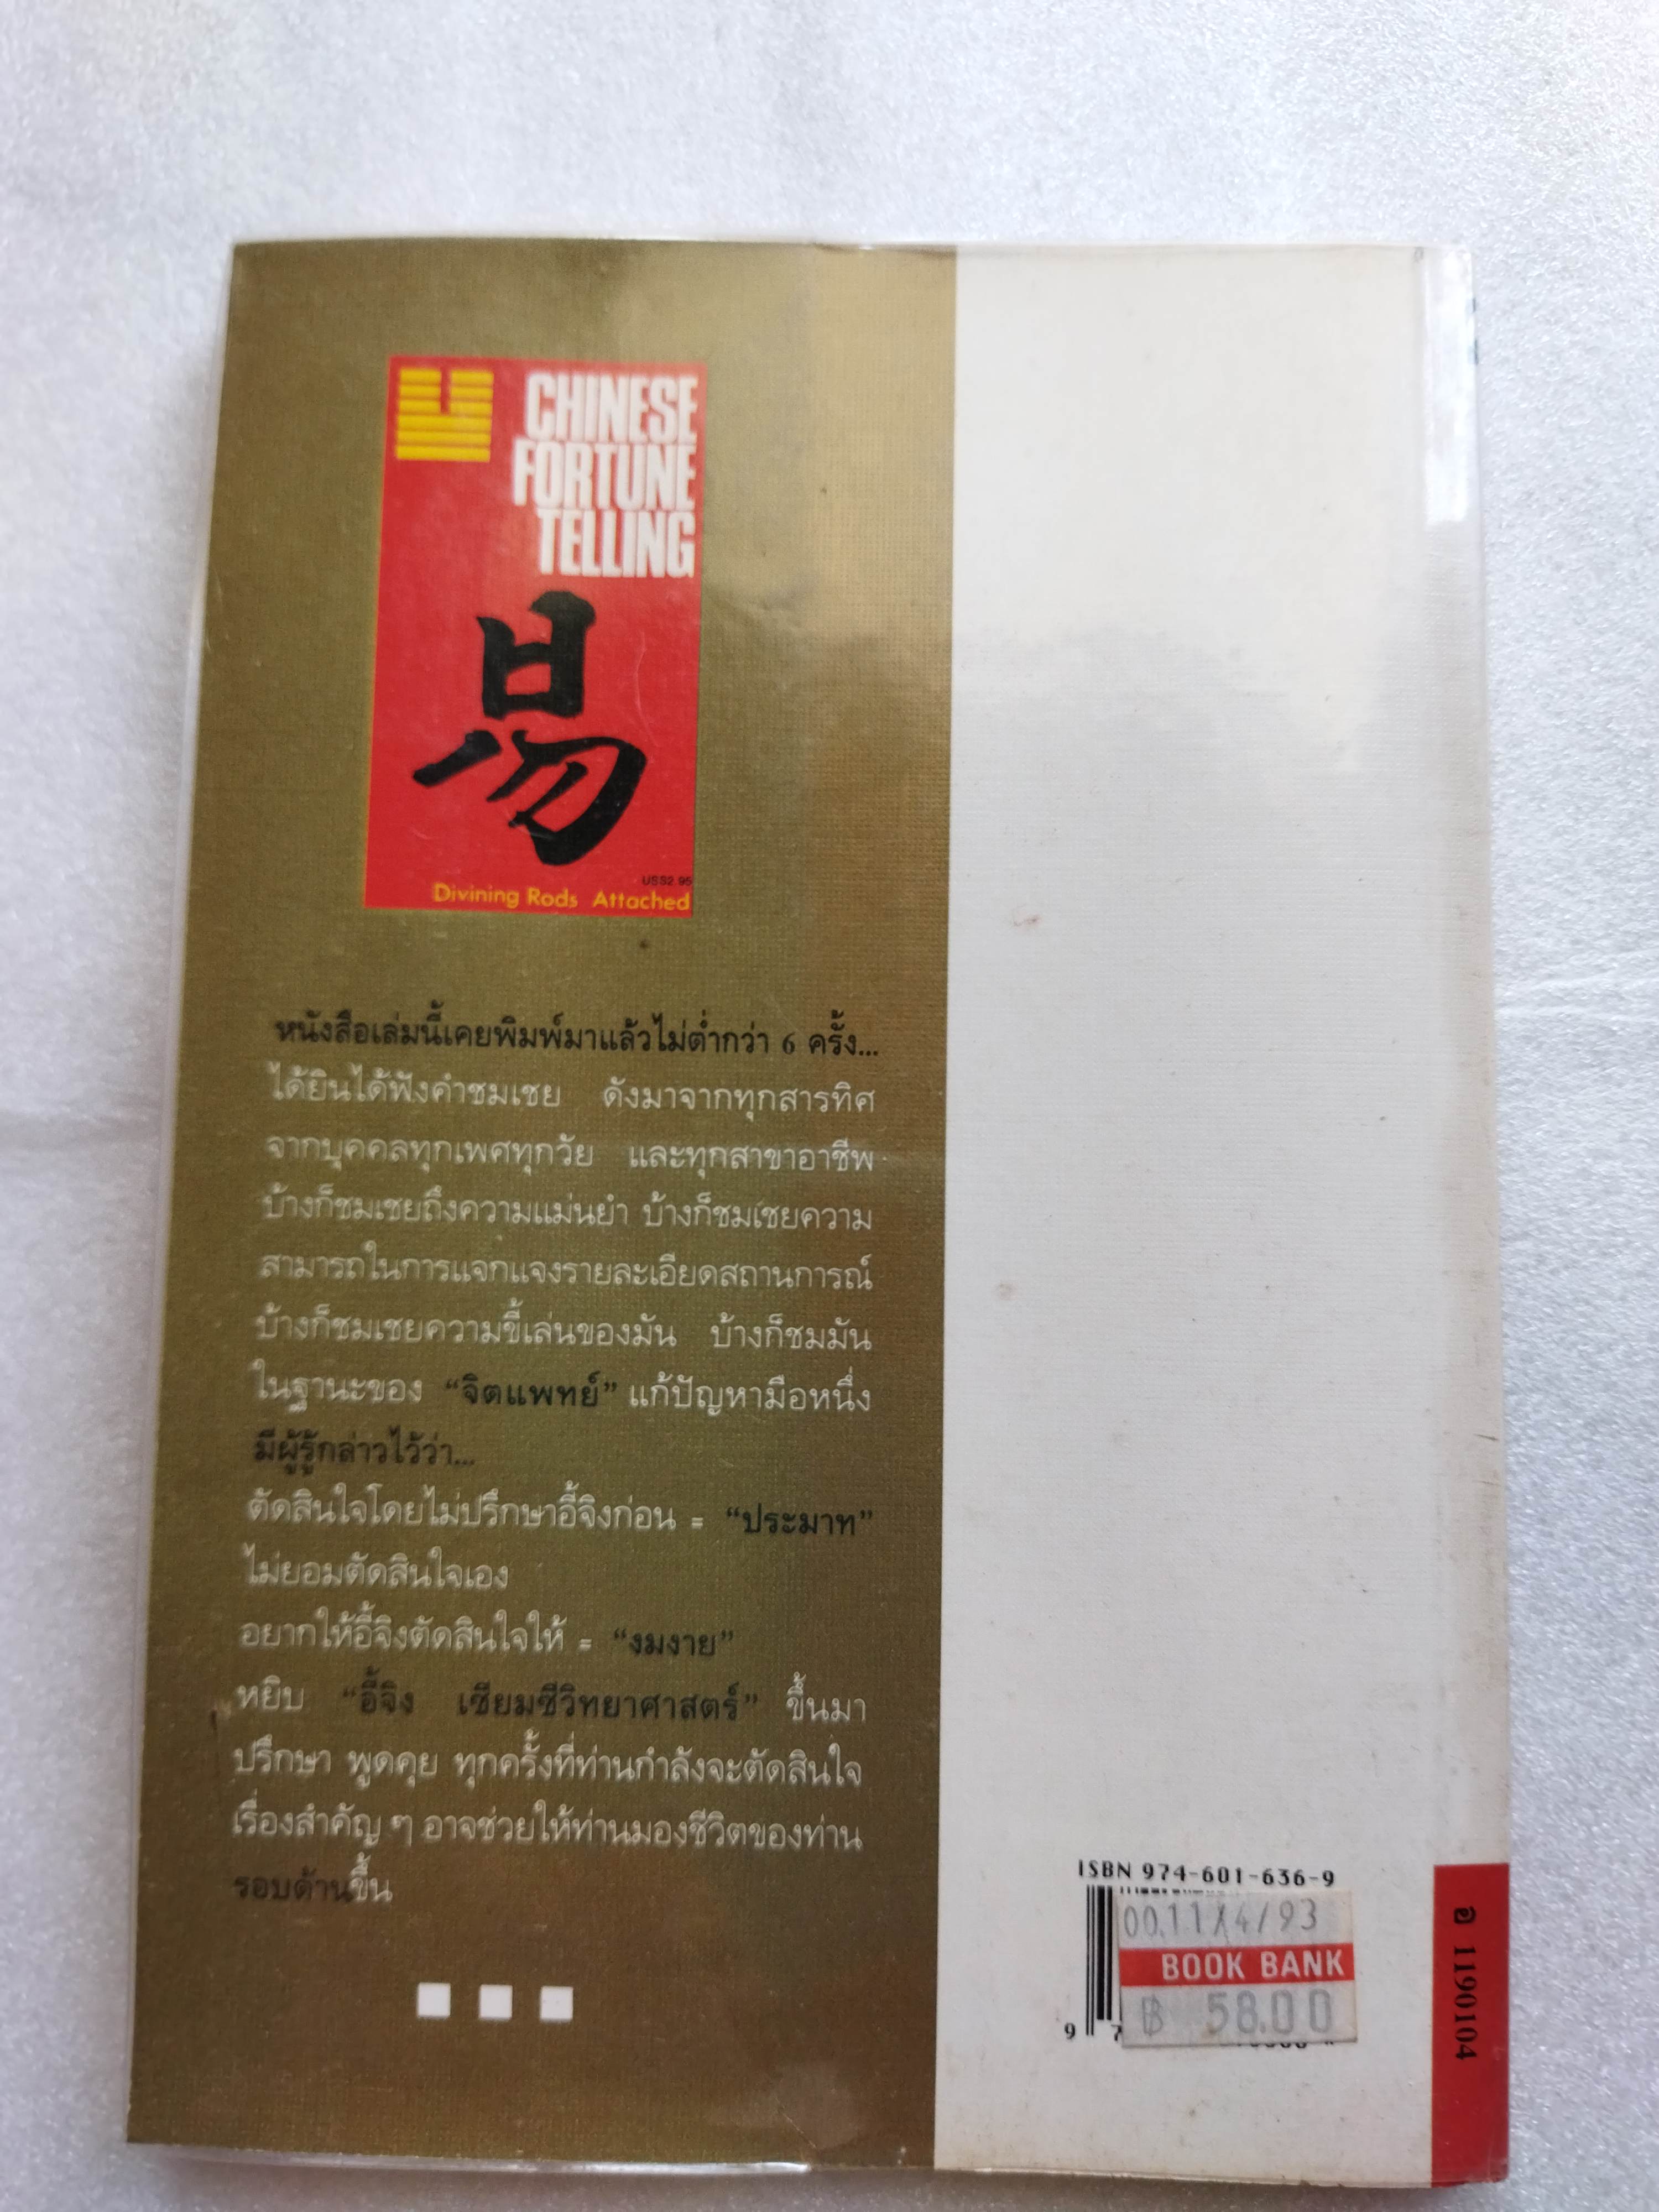 CHINESE
FORTUNE
TELLING
易
US$2.95
Divining Rods Attached
หนังสือเล่มนี้เคยพิมพ์มาแล้วไม่ต่ำกว่า 6 ครั้ง...
ได้ยินได้ฟังคำชมเชย ดังมาจากทุกสารทิศ
จากบุคคลทุกเพศทุกวัย และทุกสาขาอาชีพ
บ้างก็ชมเชยถึงความแม่นยำ บ้างก็ชมเชยความ
สามารถในการแจกแจงรายละเอียดสถานการณ์
บ้างก็ชมเชยความขี้เล่นของมัน บ้างก็ชมมัน
ในฐานะของ “จิตแพทย์” แก้ปัญหามือหนึ่ง
มีผู้รู้กล่าวไว้ว่า...
ตัดสินใจโดยไม่ปรึกษาอี้จิงก่อน = “ประมาท”
ไม่ยอมตัดสินใจเอง
อยากให้อี้จิงตัดสินใจให้ = “งมงาย”
หยิบ “อี้จิง เซียมซีวิทยาศาสตร์” ขึ้นมา
ปรึกษา พูดคุย ทุกครั้งที่ท่านกำลังจะตัดสินใจ
เรื่องสำคัญ ๆ อาจช่วยให้ท่านมองชีวิตของท่าน
รอบด้านขึ้น
ISBN 974-601-636-9
00.11/4/93
BOOK BANK
฿ 58.00
9 7
อ 1190104